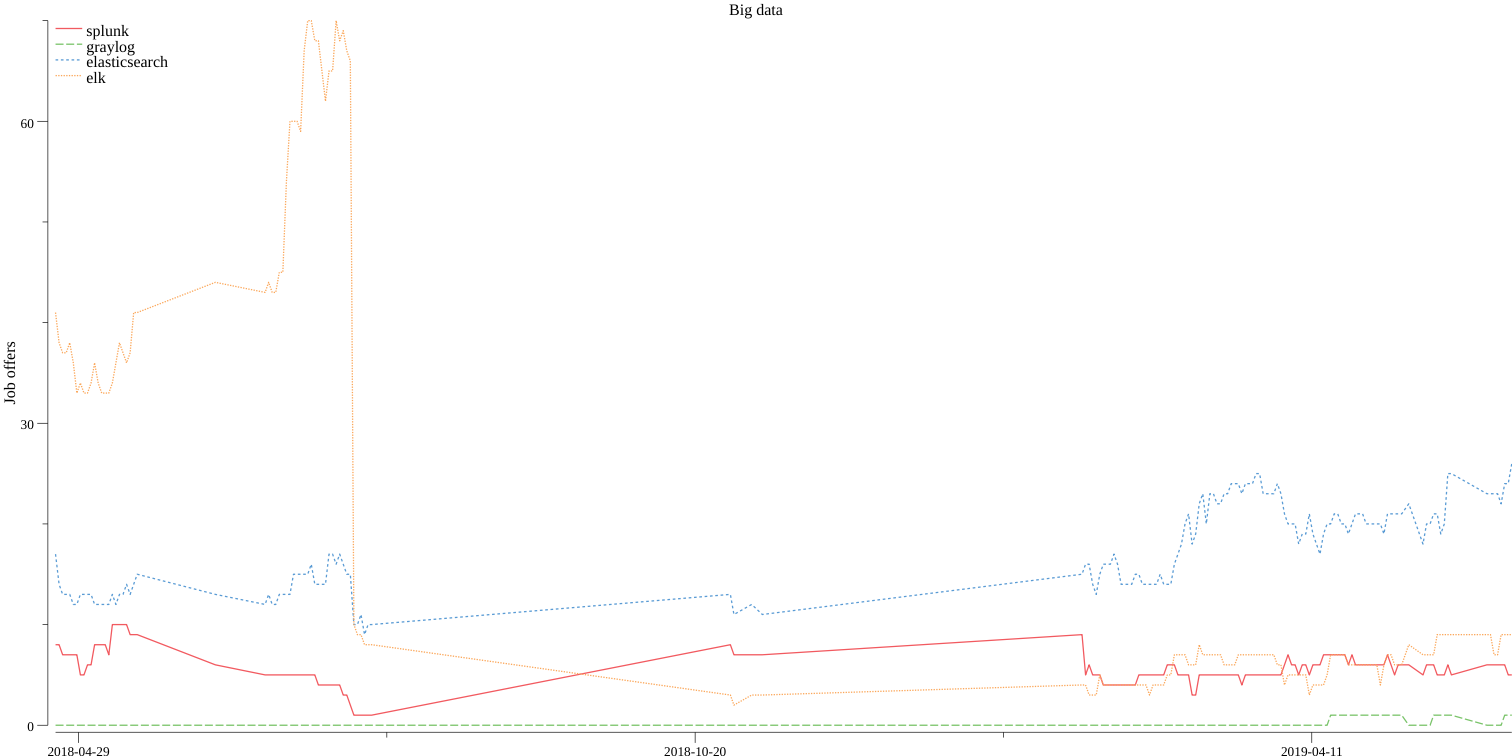 Big data
splunk
graylog
elasticsearch
elk
60
Job offers
30
0
2018-04-29
2018-10-20
2019-04-11